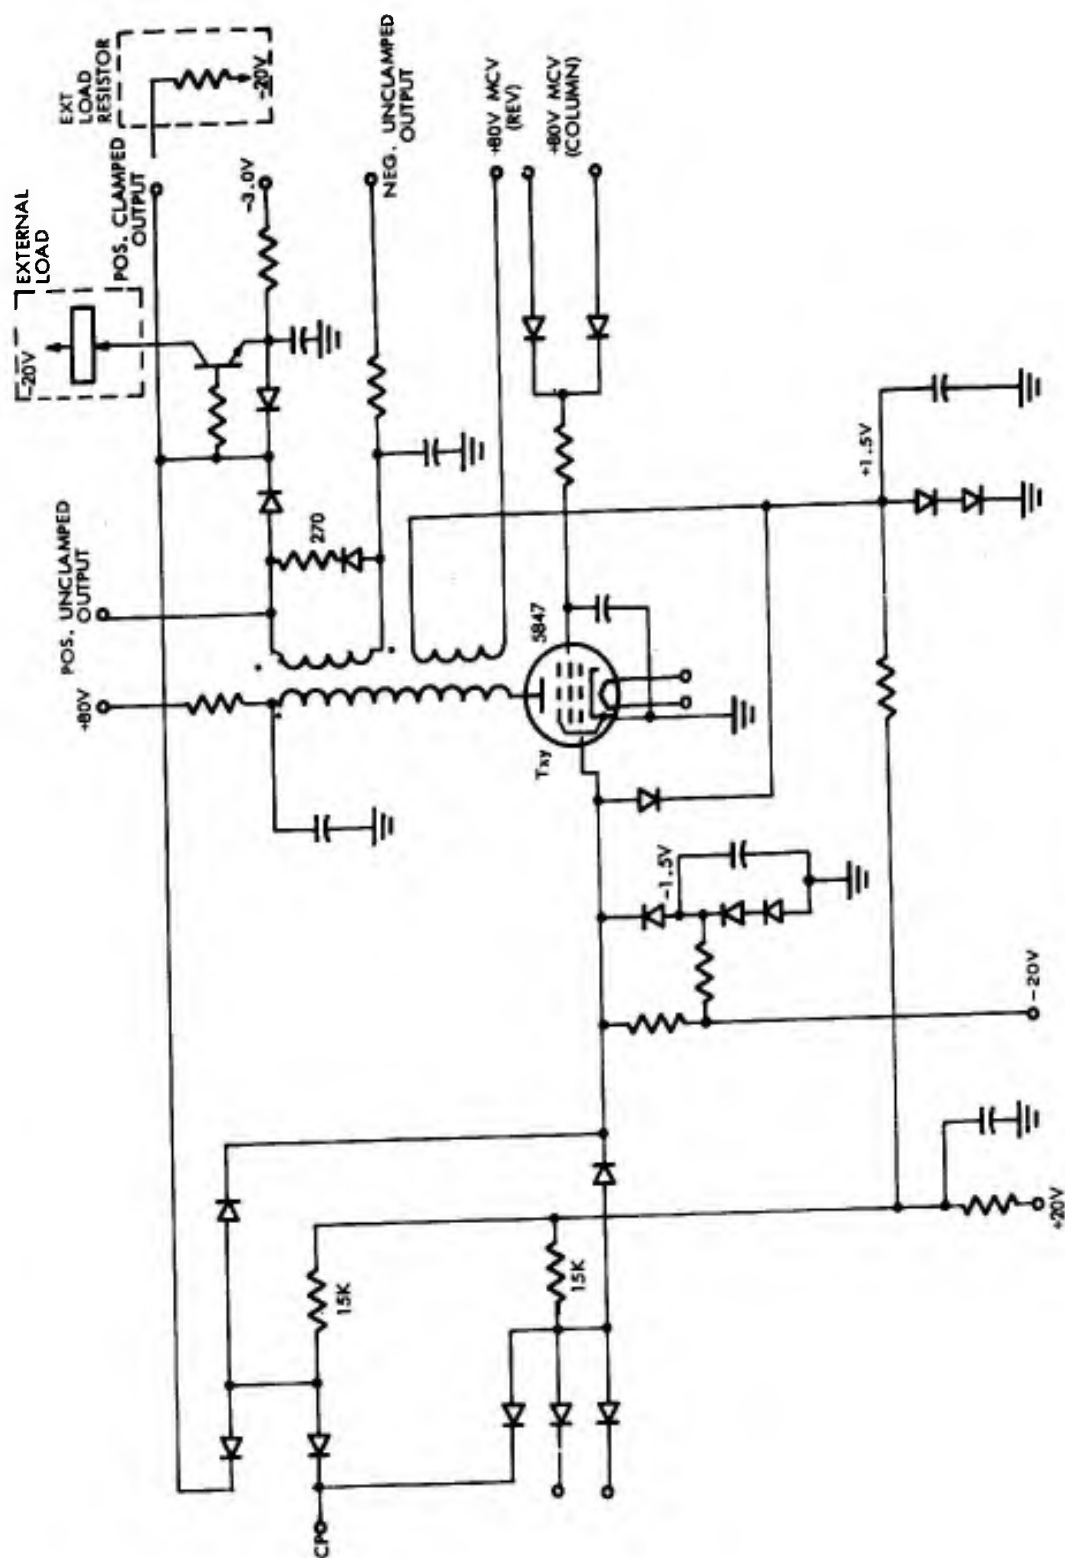 EXT
LOAD
RESISTOR
-20V
EXTERNAL
LOAD
-20V
POS. CLAMPED
OUTPUT
-3.0V
NEG. UNCLAMPED
OUTPUT
+80V MCV
(REV)
+80V MCV
(COLUMN)
POS. UNCLAMPED
OUTPUT
+80V
270
5847
Txy
+1.5V
-1.5V
-20V
+20V
15K
15K
CP